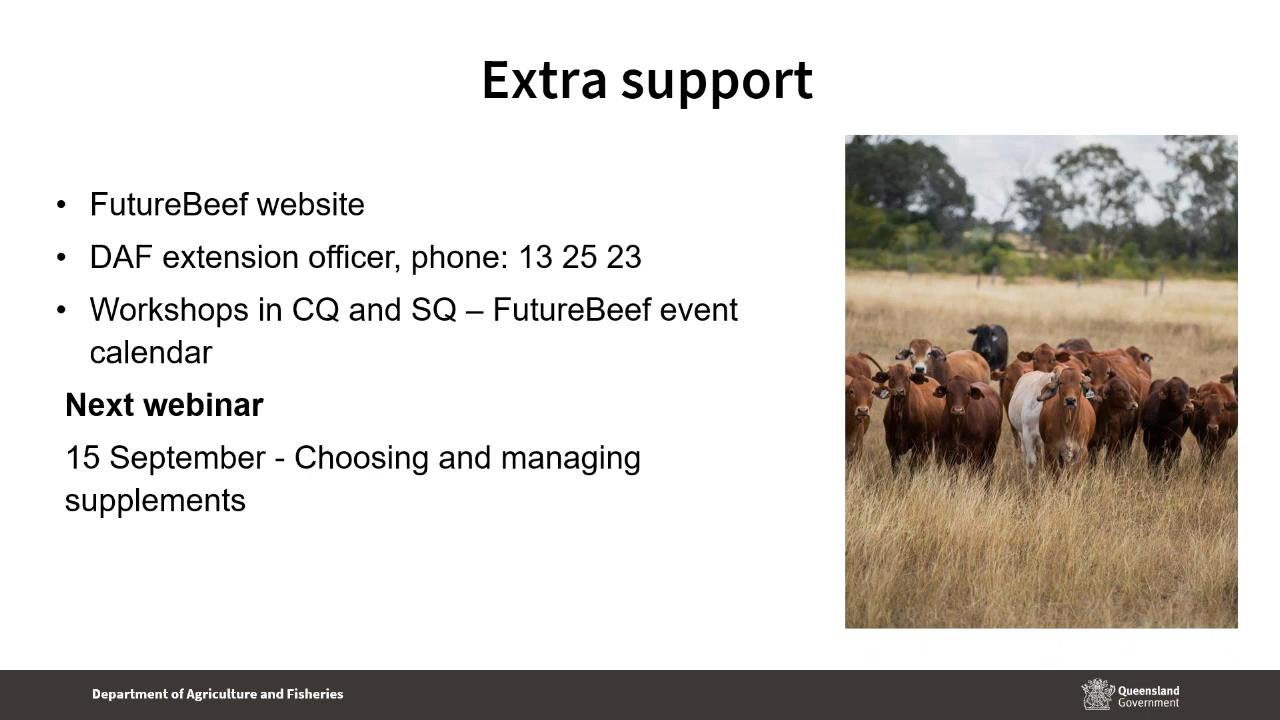 Extra support
• FutureBeef website
• DAF extension officer, phone: 13 25 23
• Workshops in CQ and SQ – FutureBeef event
calendar
Next webinar
15 September - Choosing and managing
supplements
Department of Agriculture and Fisheries
Queensland
Government